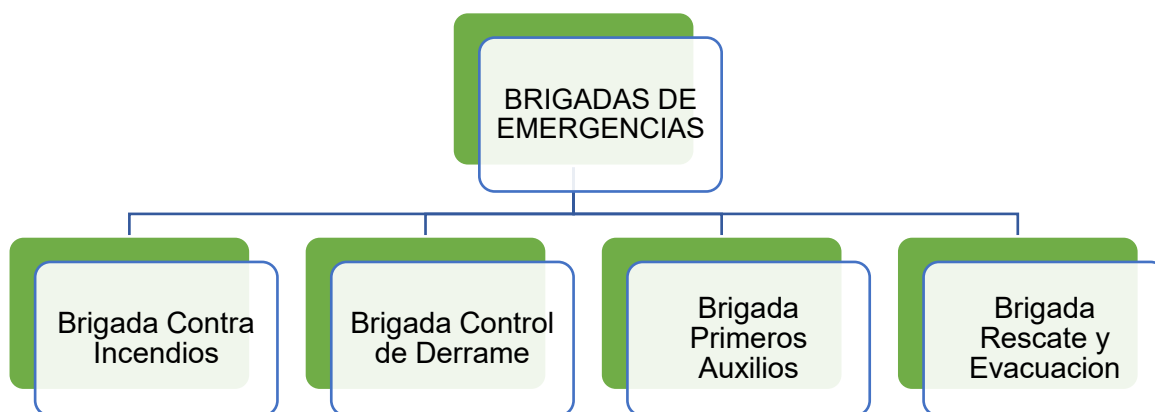 BRIGADAS DE
EMERGENCIAS
Brigada Contra
Incendios
Brigada Control
de Derrame
Brigada
Primeros
Auxilios
Brigada
Rescate y
Evacuacion